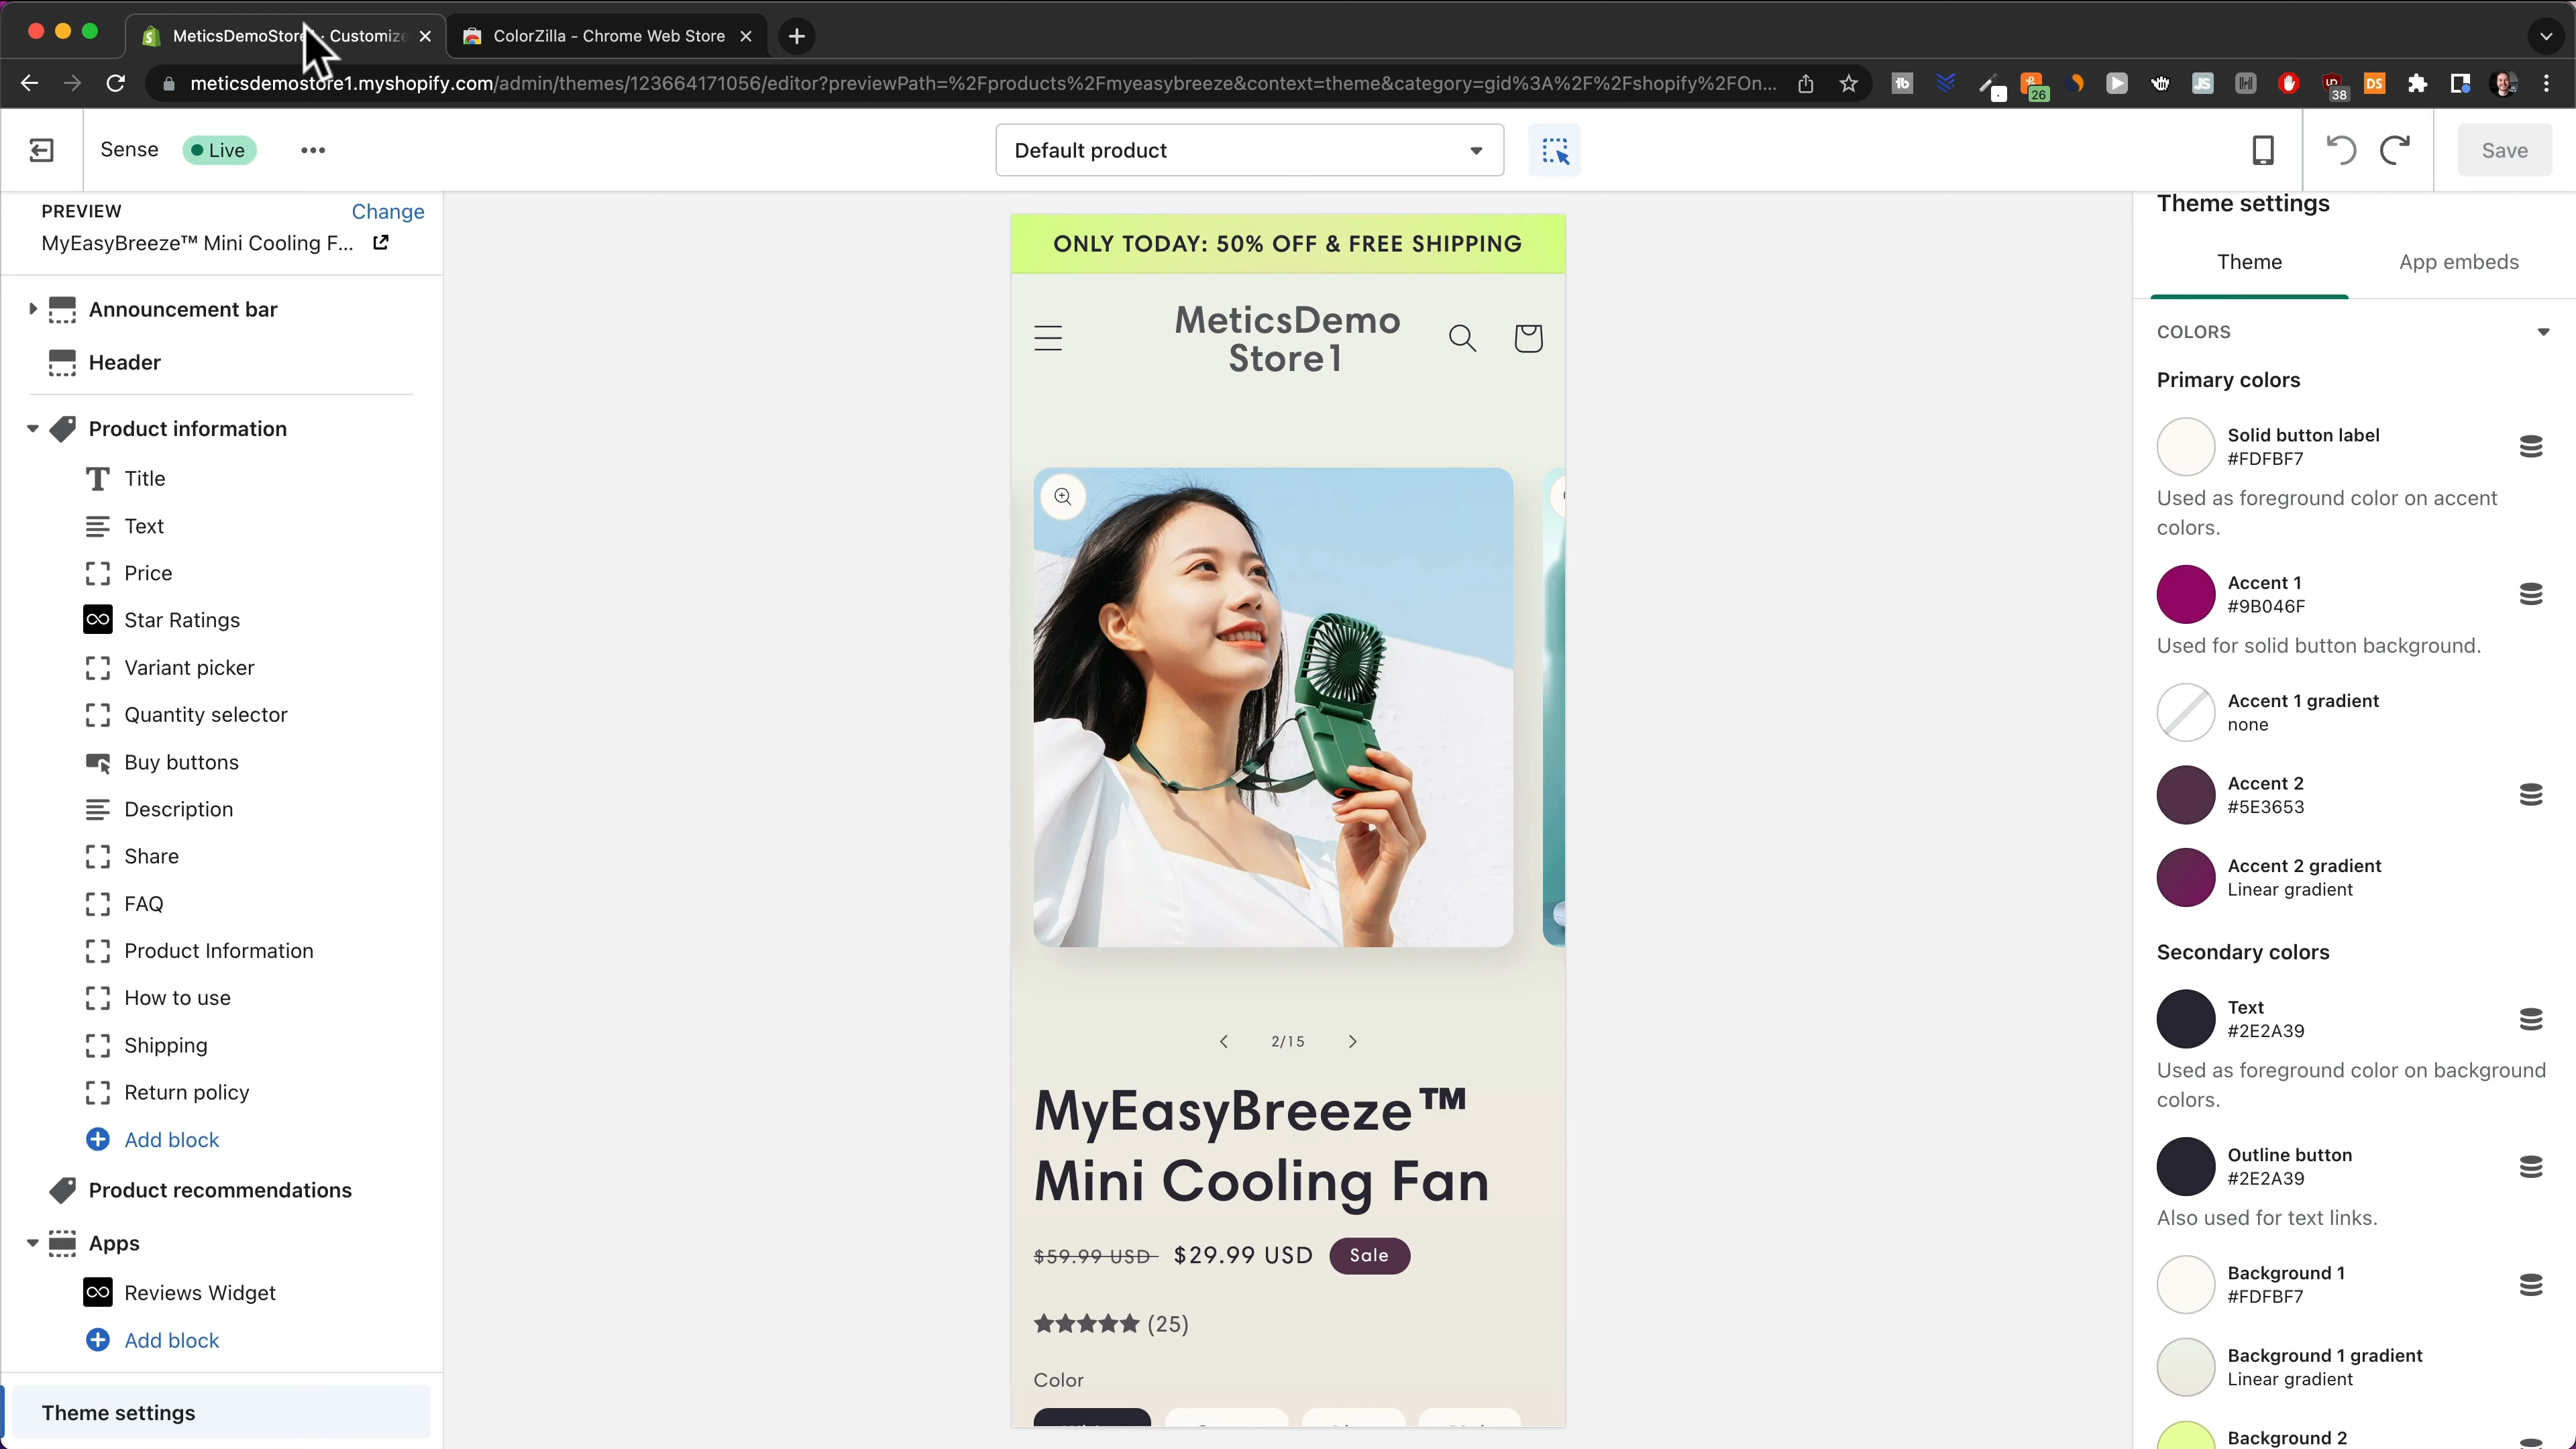 MeticsDemoStore1 · Customize
ColorZilla - Chrome Web Store
meticsdemostore1.myshopify.com/admin/themes/123664171056/editor?previewPath=%2Fproducts%2Fmyeasybreeze&context=theme&category=gid%3A%2F%2Fshopify%2FOn...
26
38
Sense
Live
Default product
Save
PREVIEW
Change
MyEasyBreeze™ Mini Cooling F...
Announcement bar
Header
Product information
Title
Text
Price
Star Ratings
Variant picker
Quantity selector
Buy buttons
Description
Share
FAQ
Product Information
How to use
Shipping
Return policy
Add block
Product recommendations
Apps
Reviews Widget
Add block
Theme settings
ONLY TODAY: 50% OFF & FREE SHIPPING
MeticsDemo
Store1
2/15
MyEasyBreeze™
Mini Cooling Fan
$59.99 USD $29.99 USD Sale
(25)
Color
Theme settings
Theme
App embeds
COLORS
Primary colors
Solid button label
#FDFBF7
Used as foreground color on accent
colors.
Accent 1
#9B046F
Used for solid button background.
Accent 1 gradient
none
Accent 2
#5E3653
Accent 2 gradient
Linear gradient
Secondary colors
Text
#2E2A39
Used as foreground color on background
colors.
Outline button
#2E2A39
Also used for text links.
Background 1
#FDFBF7
Background 1 gradient
Linear gradient
Background 2